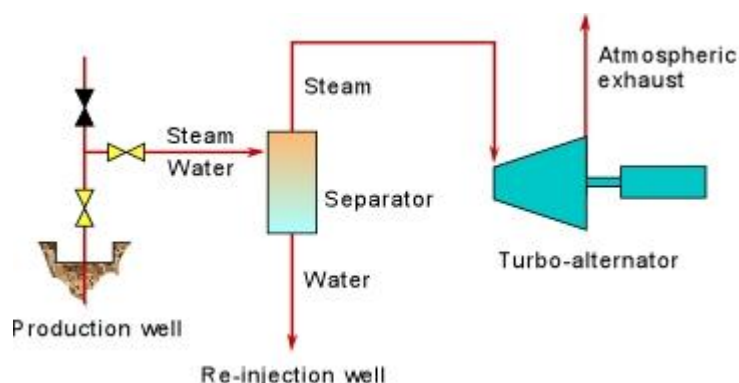 Atmospheric
exhaust
Steam
Steam
Water
Separator
Turbo-alternator
Water
Production well
Re-injection well